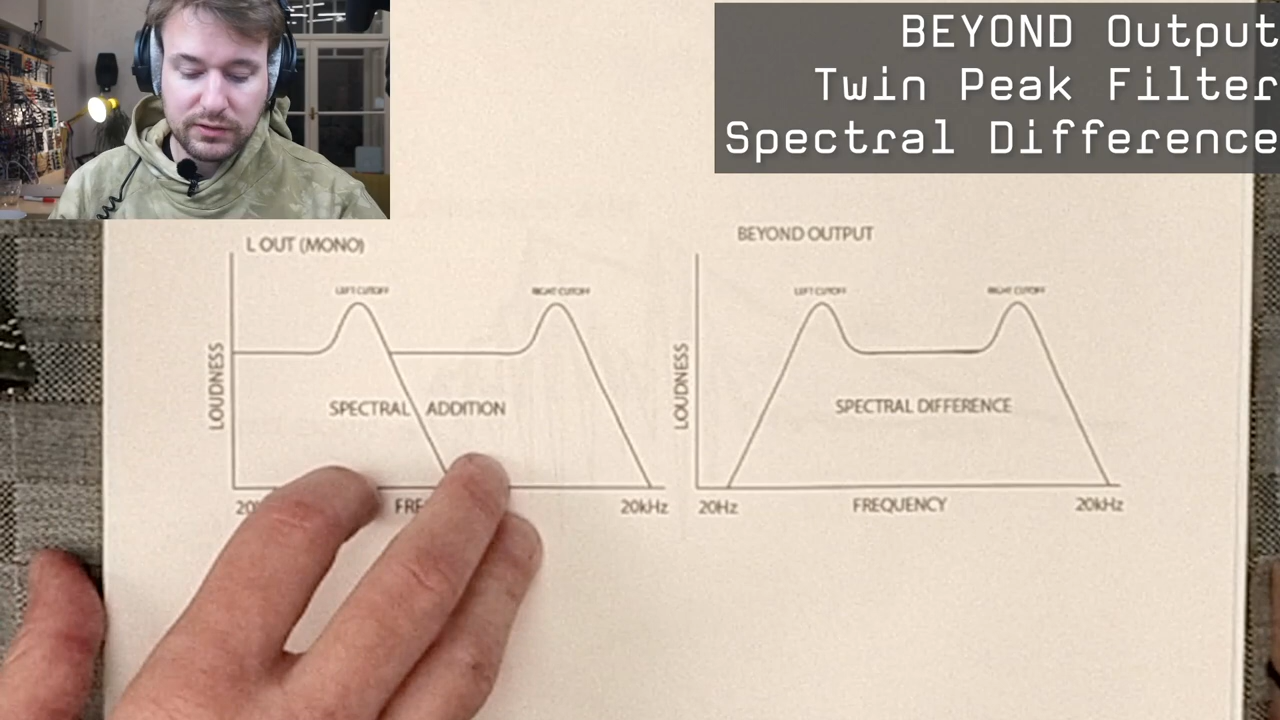 BEYOND Output
Twin Peak Filter
Spectral Difference
L OUT (MONO)
LEFT CUTOFF
RIGHT CUTOFF
LOUDNESS
SPECTRAL ADDITION
20kHz
BEYOND OUTPUT
LEFT CUTOFF
RIGHT CUTOFF
LOUDNESS
SPECTRAL DIFFERENCE
20Hz
FREQUENCY
20kHz